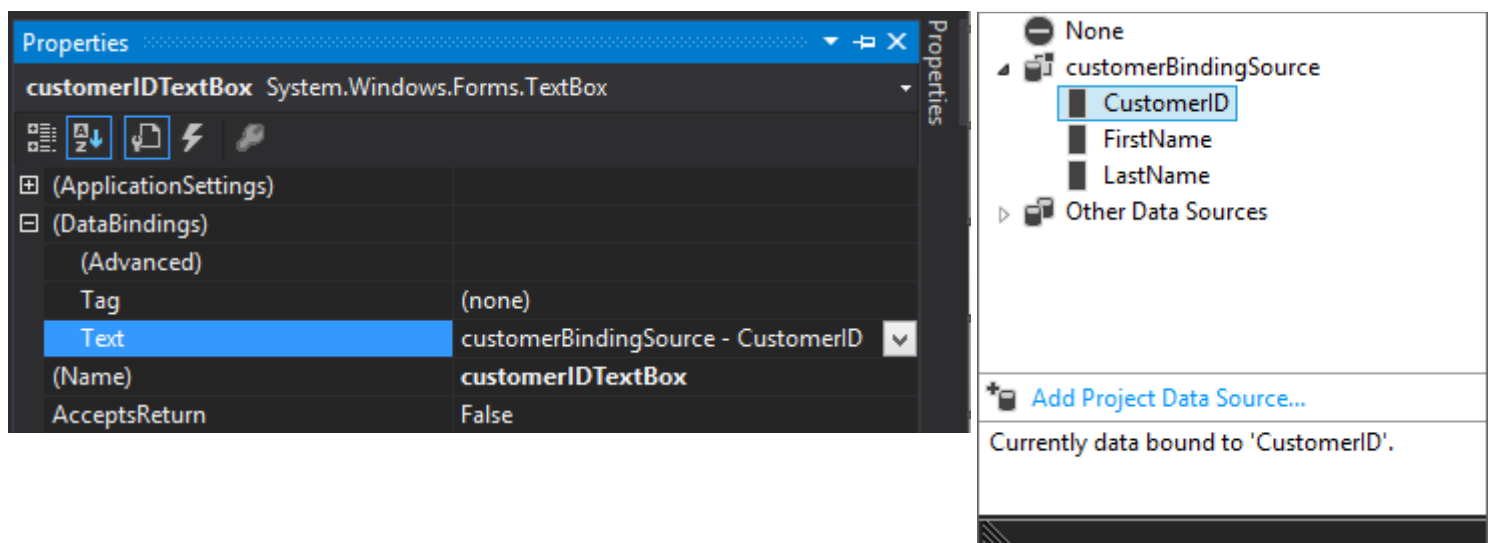 Properties
customerIDTextBox System.Windows.Forms.TextBox
(ApplicationSettings)
(DataBindings)
(Advanced)
Tag (none)
Text customerBindingSource - CustomerID
(Name) customerIDTextBox
AcceptsReturn False
Properties
None
customerBindingSource
CustomerID
FirstName
LastName
Other Data Sources
Add Project Data Source...
Currently data bound to 'CustomerID'.